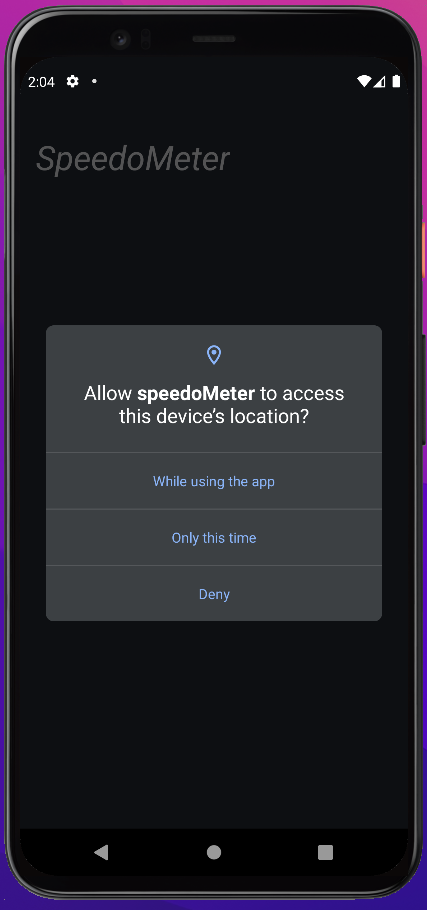 2:04
SpeedoMeter
Allow speedoMeter to access
this device’s location?
While using the app
Only this time
Deny